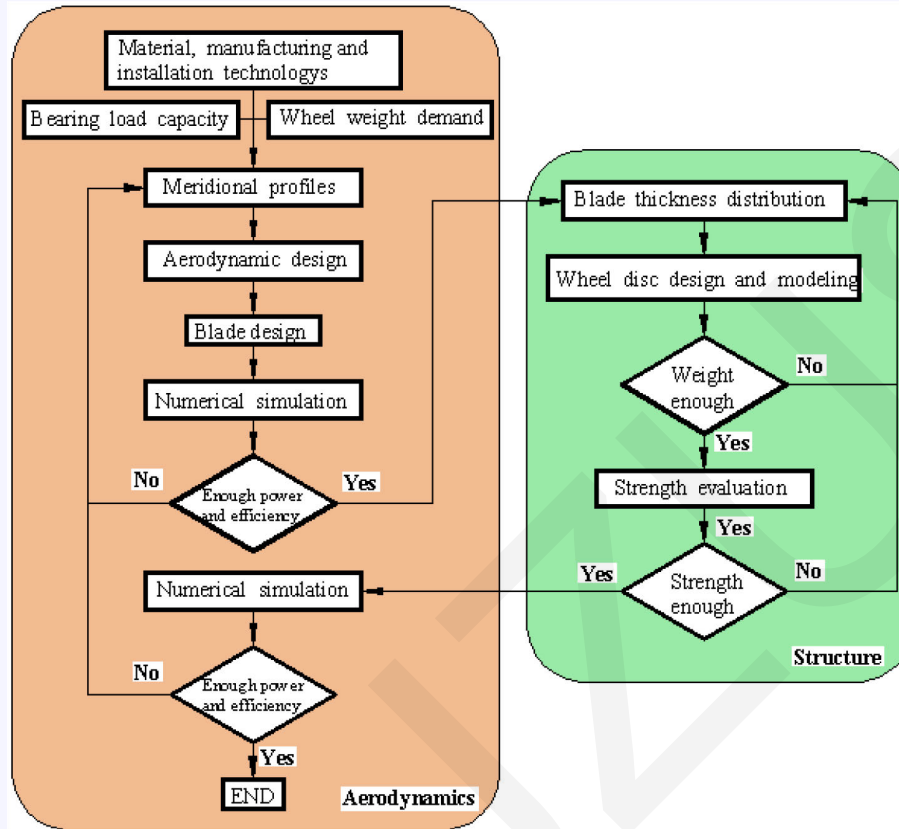 Material, manufacturing and
installation technologys
Bearing load capacity
Wheel weight demand
Meridional profiles
Aerodynamic design
Blade design
Numerical simulation
No
Yes
Enough power
and efficiency
Numerical simulation
No
Enough power
and efficiency
Yes
END
Aerodynamics
Blade thickness distribution
Wheel disc design and modeling
Weight
enough
No
Yes
Strength evaluation
Yes
Yes
Strength
enough
No
Structure